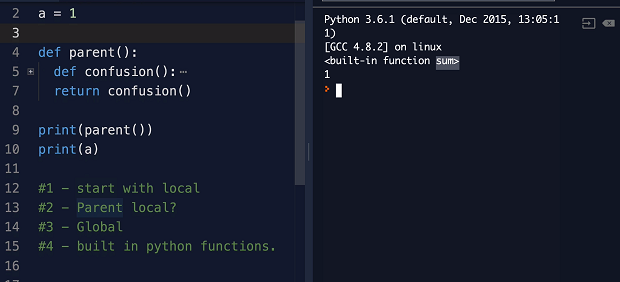 2 a = 1
3
4 def parent():
5 def confusion():⋯
7 return confusion()
8
9 print(parent())
10 print(a)
11
12 #1 - start with local
13 #2 - Parent local?
14 #3 - Global
15 #4 - built in python functions.
16
Python 3.6.1 (default, Dec 2015, 13:05:1
1)
[GCC 4.8.2] on linux
<built-in function sum>
1